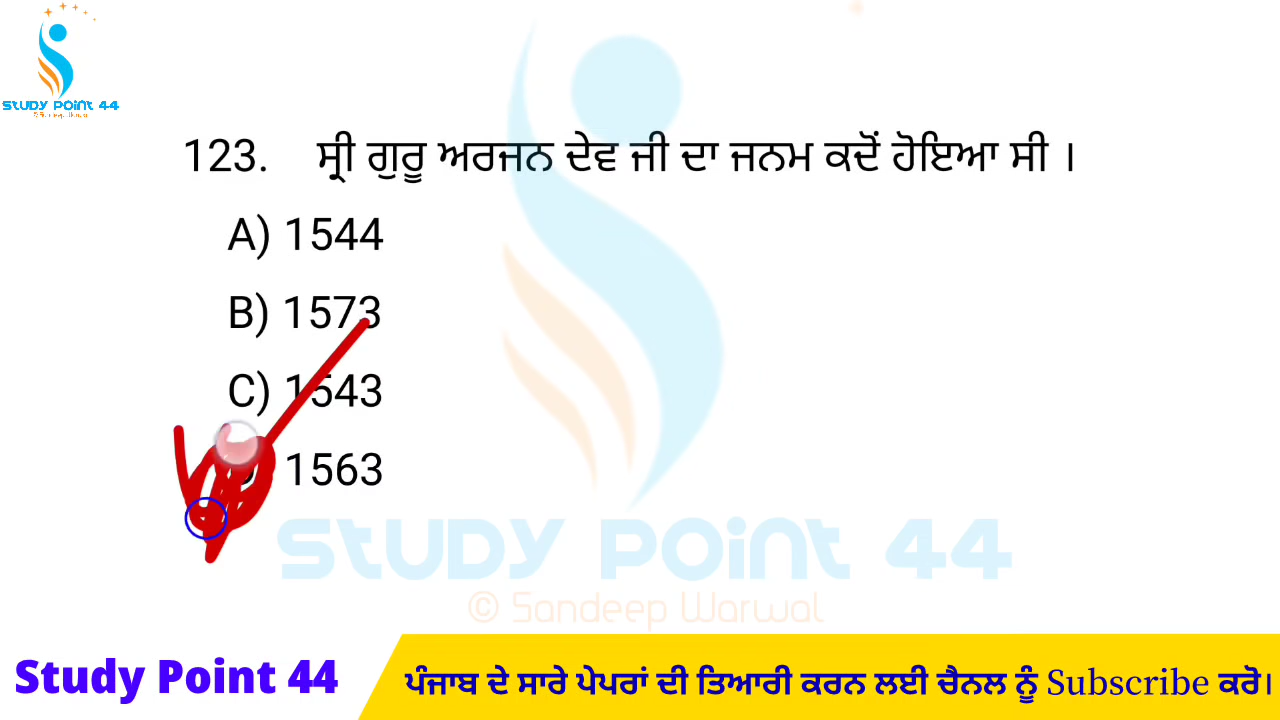 STUDY POINT 44
123. ਸ੍ਰੀ ਗੁਰੂ ਅਰਜਨ ਦੇਵ ਜੀ ਦਾ ਜਨਮ ਕਦੋਂ ਹੋਇਆ ਸੀ ।
A) 1544
B) 1573
C) 1543
1563
STUDY POINT 44
© Sandeep Warwal
Study Point 44
ਪੰਜਾਬ ਦੇ ਸਾਰੇ ਪੇਪਰਾਂ ਦੀ ਤਿਆਰੀ ਕਰਨ ਲਈ ਚੈਨਲ ਨੂੰ Subscribe ਕਰੋ।